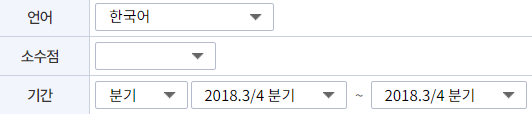 언어 한국어
소수점
기간 분기 2018.3/4 분기 ~ 2018.3/4 분기